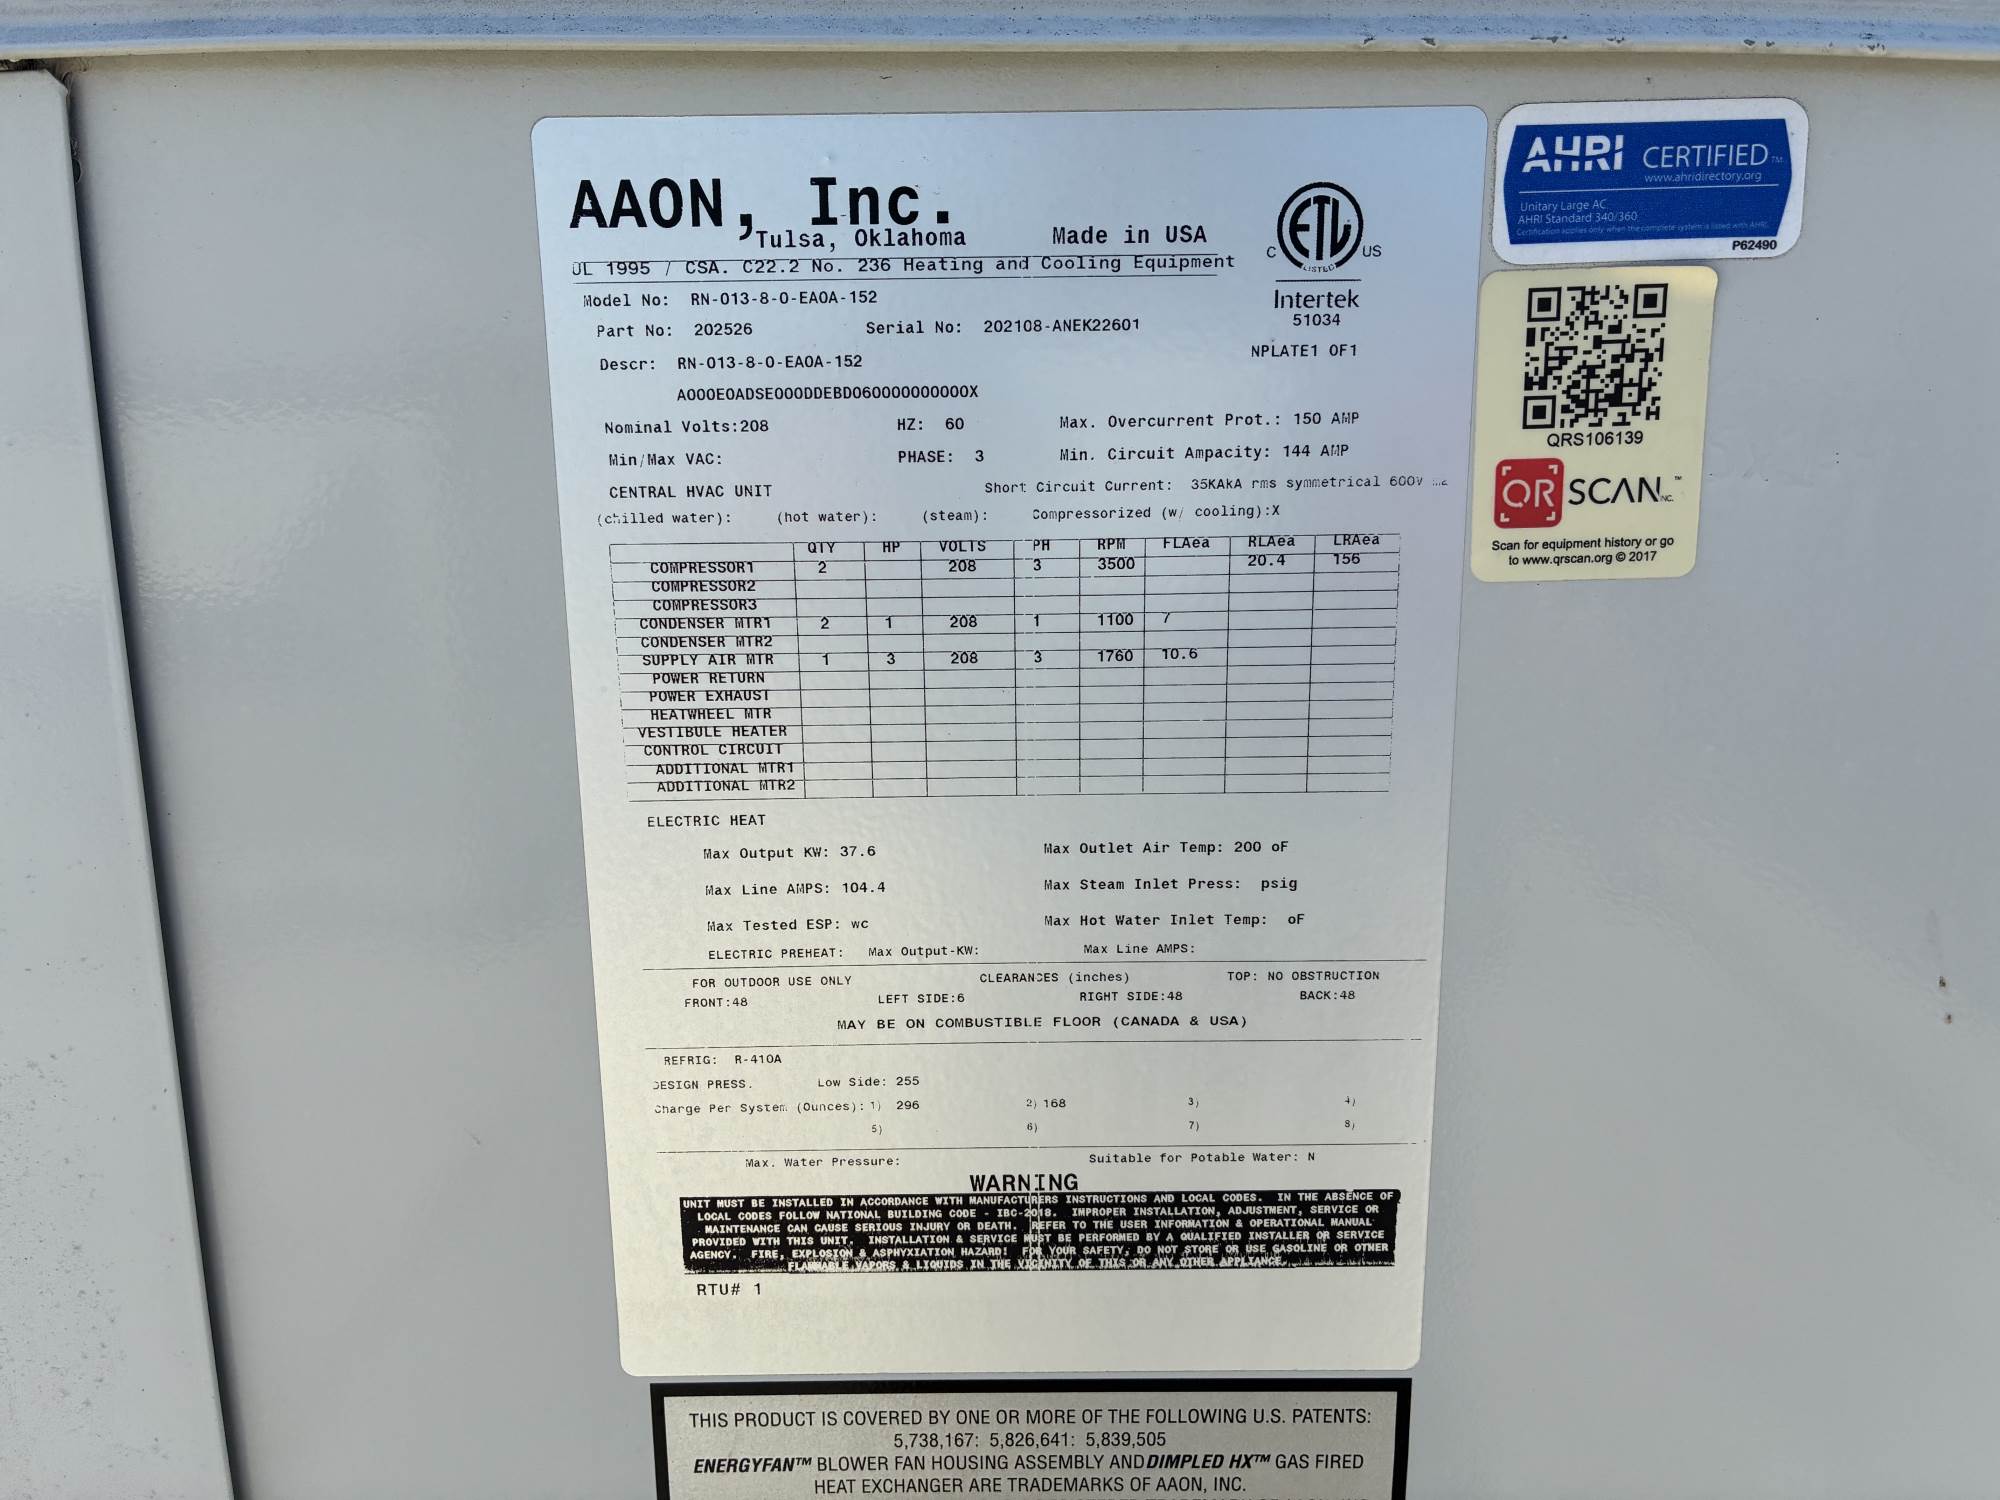 AAON, Inc.
Tulsa, Oklahoma Made in USA
UL 1995 / CSA. C22.2 No. 236 Heating and Cooling Equipment
C ETL US
LISTED
Intertek
51034
Model No: RN-013-8-0-EA0A-152
Part No: 202526 Serial No: 202108-ANEK22601
NPLATE1 OF1
Descr: RN-013-8-0-EA0A-152
A000E0ADSE000DDEBD060000000000X
Nominal Volts:208 HZ: 60 Max. Overcurrent Prot.: 150 AMP
Min/Max VAC: PHASE: 3 Min. Circuit Ampacity: 144 AMP
CENTRAL HVAC UNIT Short Circuit Current: 35KAkA rms symmetrical 600V
(chilled water): (hot water): (steam): Compressorized (w/ cooling):X
QTY HP VOLTS PH RPM FLAea RLAea LRAea
COMPRESSOR1 2 208 3 3500 20.4 156
COMPRESSOR2
COMPRESSOR3
CONDENSER MTR1 2 1 208 1 1100 7
CONDENSER MTR2
SUPPLY AIR MTR 1 3 208 3 1760 10.6
POWER RETURN
POWER EXHAUST
HEATWHEEL MTR
VESTIBULE HEATER
CONTROL CIRCUIT
ADDITIONAL MTR1
ADDITIONAL MTR2
ELECTRIC HEAT
Max Output KW: 37.6 Max Outlet Air Temp: 200 oF
Max Line AMPS: 104.4 Max Steam Inlet Press: psig
Max Tested ESP: wc Max Hot Water Inlet Temp: oF
ELECTRIC PREHEAT: Max Output-KW: Max Line AMPS:
FOR OUTDOOR USE ONLY CLEARANCES (inches) TOP: NO OBSTRUCTION
FRONT:48 LEFT SIDE:6 RIGHT SIDE:48 BACK:48
MAY BE ON COMBUSTIBLE FLOOR (CANADA & USA)
REFRIG: R-410A
DESIGN PRESS. Low Side: 255
Charge Per System (Ounces): 1) 296 2) 168 3) 4)
5) 6) 7) 8)
Max. Water Pressure: Suitable for Potable Water: N
WARNING
UNIT MUST BE INSTALLED IN ACCORDANCE WITH MANUFACTURERS INSTRUCTIONS AND LOCAL CODES. IN THE ABSENCE OF
LOCAL CODES FOLLOW NATIONAL BUILDING CODE - IBC-2018. IMPROPER INSTALLATION, ADJUSTMENT, SERVICE OR
MAINTENANCE CAN CAUSE SERIOUS INJURY OR DEATH. REFER TO THE USER INFORMATION & OPERATIONAL MANUAL
PROVIDED WITH THIS UNIT. INSTALLATION & SERVICE MUST BE PERFORMED BY A QUALIFIED INSTALLER OR SERVICE
AGENCY. FIRE, EXPLOSION & ASPHYXIATION HAZARD! FOR YOUR SAFETY, DO NOT STORE OR USE GASOLINE OR OTHER
FLAMMABLE VAPORS & LIQUIDS IN THE VICINITY OF THIS OR ANY OTHER APPLIANCE.
RTU# 1
AHRI CERTIFIED™
www.ahridirectory.org
Unitary Large AC
AHRI Standard 340/360
Certification applies only when the complete system is listed with AHRI.
P62490
QRS106139
QR SCAN INC.™
Scan for equipment history or go
to www.qrscan.org © 2017
THIS PRODUCT IS COVERED BY ONE OR MORE OF THE FOLLOWING U.S. PATENTS:
5,738,167: 5,826,641: 5,839,505
ENERGYFAN™ BLOWER FAN HOUSING ASSEMBLY AND DIMPLED HX™ GAS FIRED
HEAT EXCHANGER ARE TRADEMARKS OF AAON, INC.